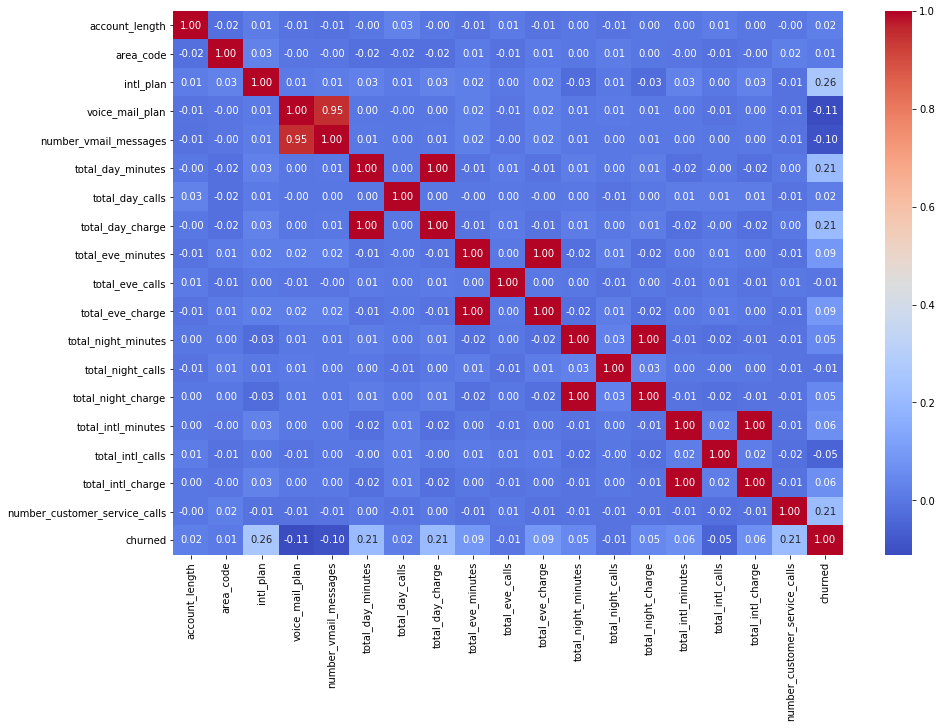 account_length 1.00 -0.02 0.01 -0.01 -0.01 -0.00 0.03 -0.00 -0.01 0.01 -0.01 0.00 -0.01 0.00 0.00 0.01 0.00 -0.00 0.02
area_code -0.02 1.00 0.03 -0.00 -0.00 -0.02 -0.02 -0.02 0.01 -0.01 0.01 0.00 0.01 0.00 -0.00 -0.01 -0.00 0.02 0.01
intl_plan 0.01 0.03 1.00 0.01 0.01 0.03 0.01 0.03 0.02 0.00 0.02 -0.03 0.01 -0.03 0.03 0.00 0.03 -0.01 0.26
voice_mail_plan -0.01 -0.00 0.01 1.00 0.95 0.00 -0.00 0.00 0.02 -0.01 0.02 0.01 0.01 0.01 0.00 -0.01 0.00 -0.01 -0.11
number_vmail_messages -0.01 -0.00 0.01 0.95 1.00 0.01 0.00 0.01 0.02 -0.00 0.02 0.01 0.00 0.01 0.00 0.00 0.00 -0.01 -0.10
total_day_minutes -0.00 -0.02 0.03 0.00 0.01 1.00 0.00 1.00 -0.01 0.01 -0.01 0.01 0.00 0.01 -0.02 -0.00 -0.02 0.00 0.21
total_day_calls 0.03 -0.02 0.01 -0.00 0.00 0.00 1.00 0.00 -0.00 0.00 -0.00 0.01 -0.01 0.01 0.01 0.01 0.01 -0.01 0.02
total_day_charge -0.00 -0.02 0.03 0.00 0.01 1.00 0.00 1.00 -0.01 0.01 -0.01 0.01 0.00 0.01 -0.02 -0.00 -0.02 0.00 0.21
total_eve_minutes -0.01 0.01 0.02 0.02 0.02 -0.01 -0.00 -0.01 1.00 0.00 1.00 -0.02 0.01 -0.02 0.00 0.01 0.00 -0.01 0.09
total_eve_calls 0.01 -0.01 0.00 -0.01 -0.00 0.01 0.00 0.01 0.00 1.00 0.00 0.00 -0.01 0.00 -0.01 0.01 -0.01 0.01 -0.01
total_eve_charge -0.01 0.01 0.02 0.02 0.02 -0.01 -0.00 -0.01 1.00 0.00 1.00 -0.02 0.01 -0.02 0.00 0.01 0.00 -0.01 0.09
total_night_minutes 0.00 0.00 -0.03 0.01 0.01 0.01 0.01 0.01 -0.02 0.00 -0.02 1.00 0.03 1.00 -0.01 -0.02 -0.01 -0.01 0.05
total_night_calls -0.01 0.01 0.01 0.01 0.00 0.00 -0.01 0.00 0.01 -0.01 0.01 0.03 1.00 0.03 -0.00 0.00 -0.00 -0.01 -0.01
total_night_charge 0.00 0.00 -0.03 0.01 0.01 0.01 0.01 0.01 -0.02 0.00 -0.02 1.00 0.03 1.00 -0.01 -0.02 -0.01 -0.01 0.05
total_intl_minutes 0.00 -0.00 0.03 0.00 0.00 -0.02 0.01 -0.02 0.00 -0.01 0.00 -0.01 -0.00 -0.01 1.00 0.02 1.00 -0.01 0.06
total_intl_calls 0.01 -0.01 0.00 -0.01 0.00 -0.00 0.01 -0.00 0.01 0.01 0.01 -0.02 0.00 -0.02 0.02 1.00 0.02 -0.02 -0.05
total_intl_charge 0.00 -0.00 0.03 0.00 0.00 -0.02 0.01 -0.02 0.00 -0.01 0.00 -0.01 -0.00 -0.01 1.00 0.02 1.00 -0.01 0.06
number_customer_service_calls -0.00 0.02 -0.01 -0.01 -0.01 0.00 -0.01 0.00 -0.01 0.01 -0.01 -0.01 -0.01 -0.01 -0.01 -0.02 -0.01 1.00 0.21
churned 0.02 0.01 0.26 -0.11 -0.10 0.21 0.02 0.21 0.09 -0.01 0.09 0.05 -0.01 0.05 0.06 -0.05 0.06 0.21 1.00
account_length
area_code
intl_plan
voice_mail_plan
number_vmail_messages
total_day_minutes
total_day_calls
total_day_charge
total_eve_minutes
total_eve_calls
total_eve_charge
total_night_minutes
total_night_calls
total_night_charge
total_intl_minutes
total_intl_calls
total_intl_charge
number_customer_service_calls
churned
1.0
0.8
0.6
0.4
0.2
0.0